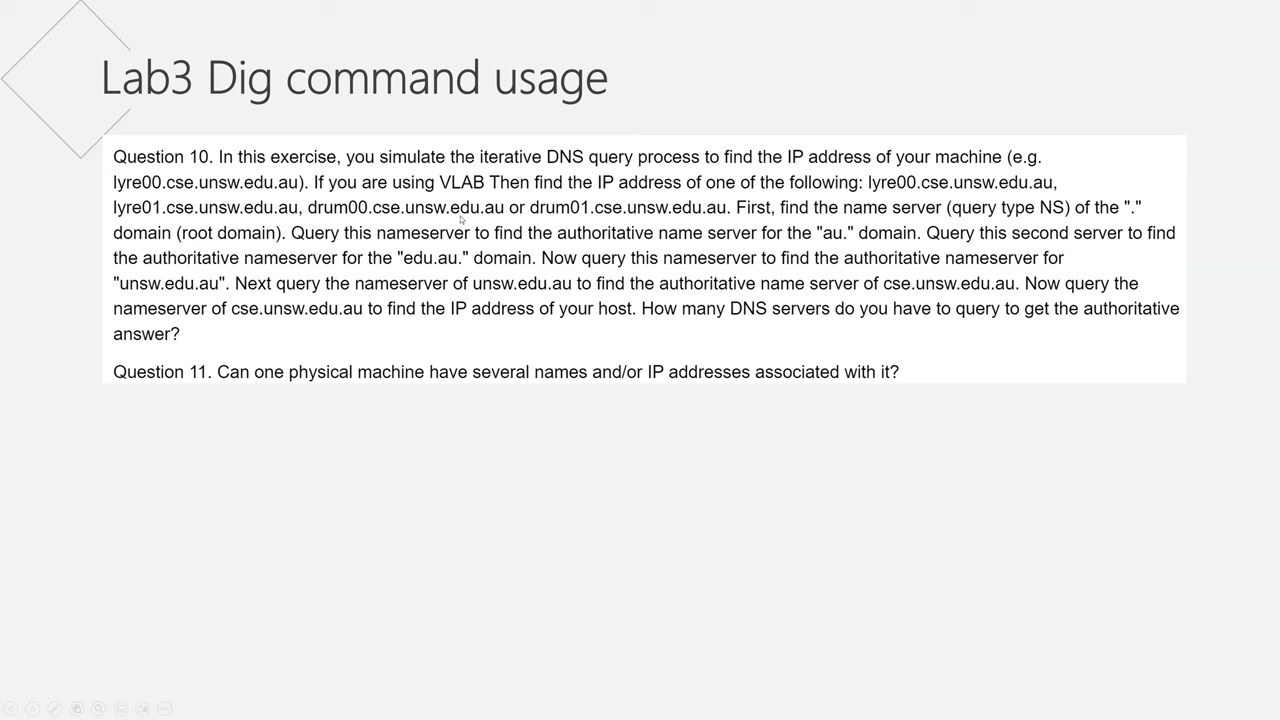 Lab3 Dig command usage
Question 10. In this exercise, you simulate the iterative DNS query process to find the IP address of your machine (e.g.
lyre00.cse.unsw.edu.au). If you are using VLAB Then find the IP address of one of the following: lyre00.cse.unsw.edu.au,
lyre01.cse.unsw.edu.au, drum00.cse.unsw.edu.au or drum01.cse.unsw.edu.au. First, find the name server (query type NS) of the "."
domain (root domain). Query this nameserver to find the authoritative name server for the "au." domain. Query this second server to find
the authoritative nameserver for the "edu.au." domain. Now query this nameserver to find the authoritative nameserver for
"unsw.edu.au". Next query the nameserver of unsw.edu.au to find the authoritative name server of cse.unsw.edu.au. Now query the
nameserver of cse.unsw.edu.au to find the IP address of your host. How many DNS servers do you have to query to get the authoritative
answer?
Question 11. Can one physical machine have several names and/or IP addresses associated with it?